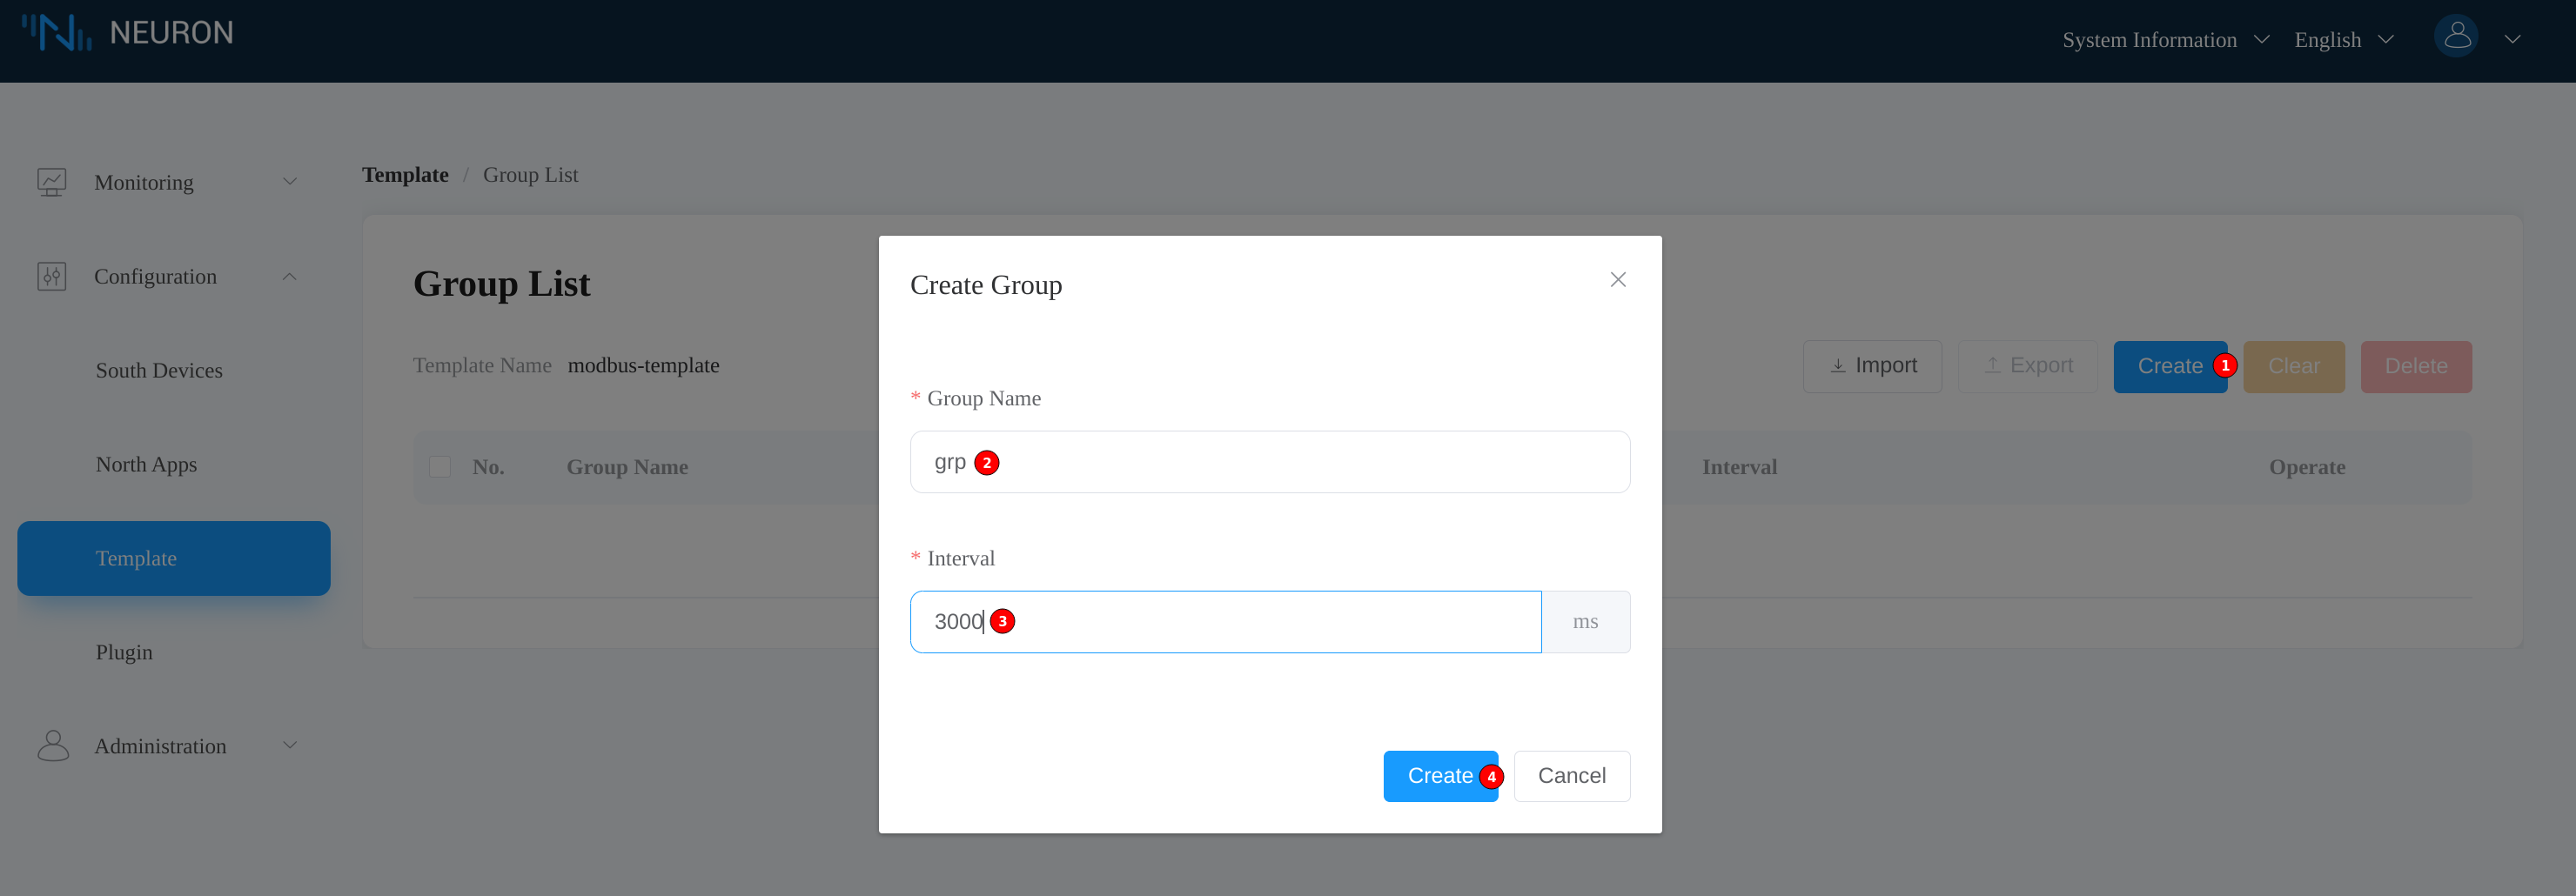 NEURON
System Information
English
Monitoring
Configuration
South Devices
North Apps
Template
Plugin
Administration
Template / Group List
Group List
Template Name modbus-template
Import
Export
Create 1
Clear
Delete
No.
Group Name
Interval
Operate
Create Group
* Group Name
grp 2
* Interval
3000 3
ms
Create 4
Cancel